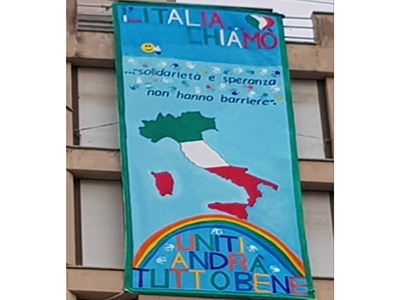 L'ITALIA...
CHIAMÒ
"...solidarietà e speranza
non hanno barriere".
UNITI
ANDRÀ
TUTTO BENE